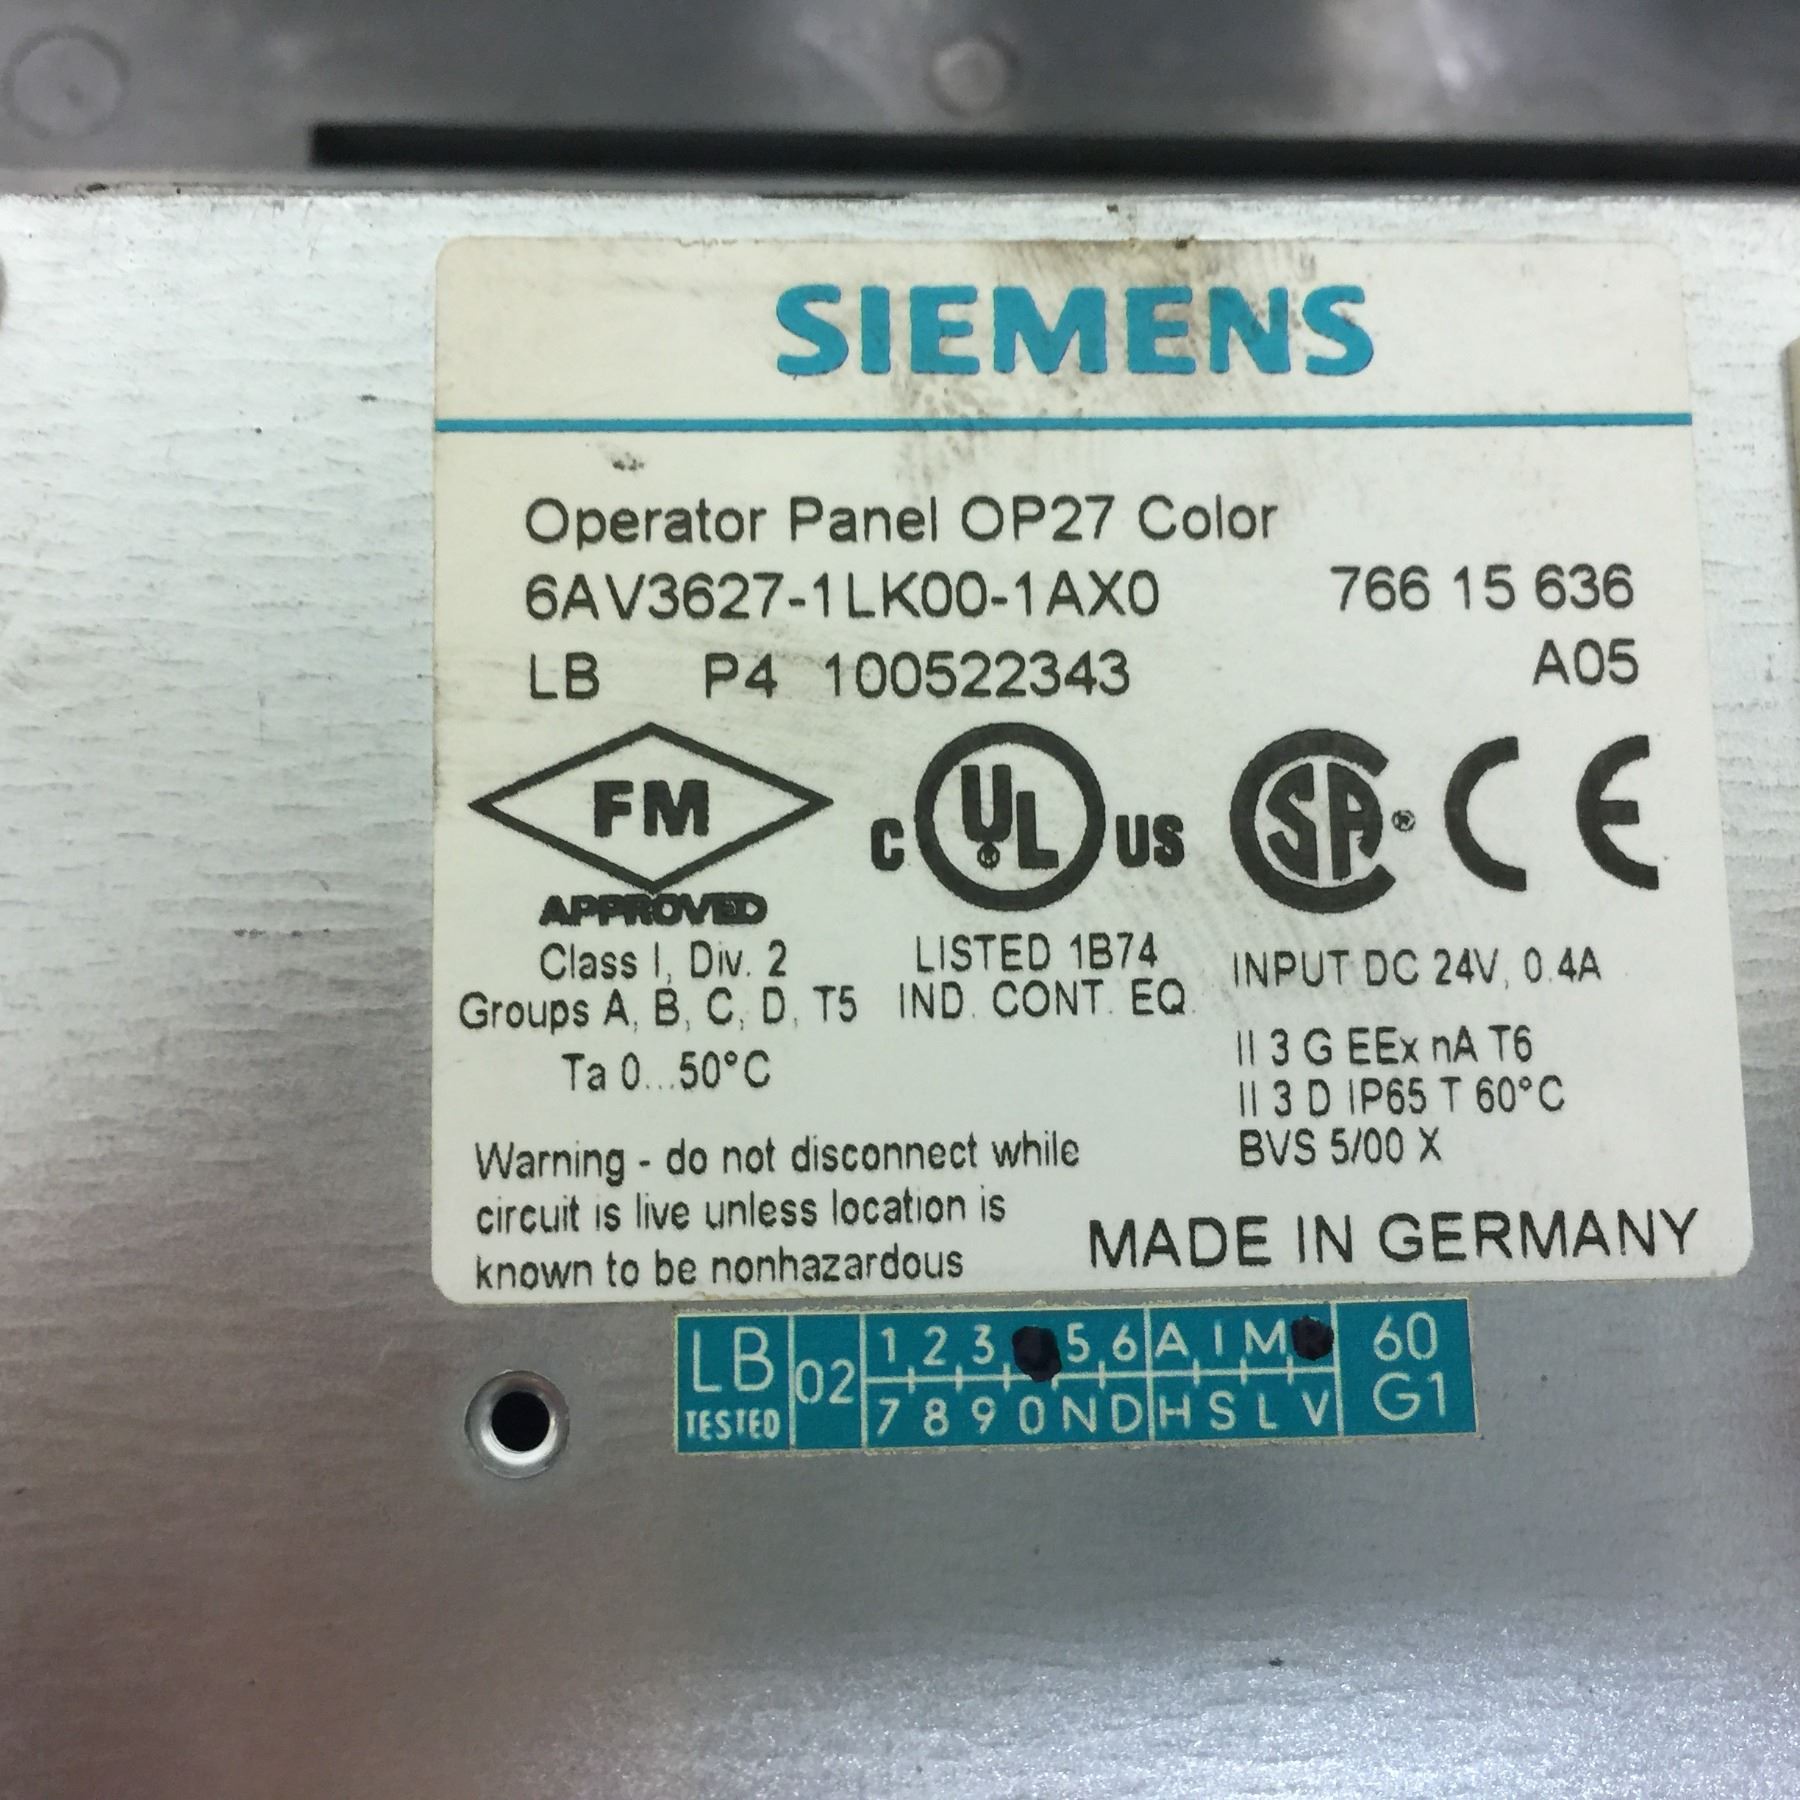 SIEMENS
Operator Panel OP27 Color
6AV3627-1LK00-1AX0 766 15 636
LB P4 100522343 A05
FM
APPROVED
Class I, Div. 2
Groups A, B, C, D, T5
Ta 0...50°C
C UL® US
LISTED 1B74
IND. CONT. EQ.
SA® CE
INPUT DC 24V, 0.4A
II 3 G EEx nA T6
II 3 D IP65 T 60°C
BVS 5/00 X
Warning - do not disconnect while
circuit is live unless location is
known to be nonhazardous
MADE IN GERMANY
LB
TESTED
02
1 2 3 5 6 A I M
7 8 9 0 N D H S L V
60
G1